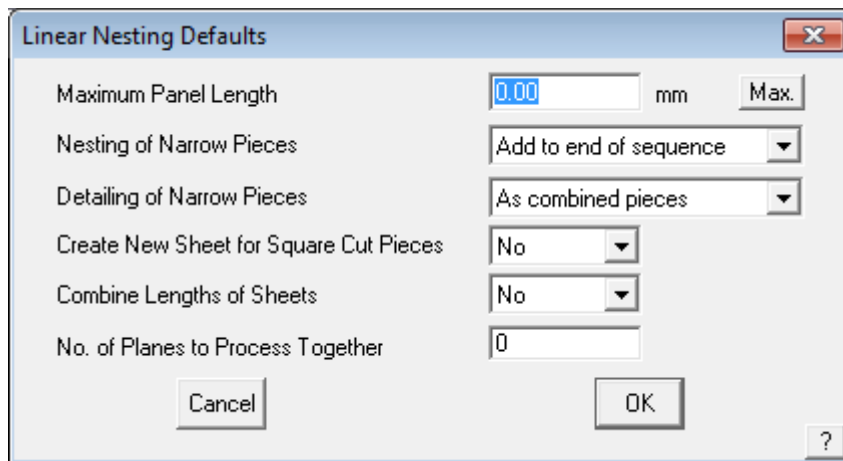 Linear Nesting Defaults
Maximum Panel Length 0.00 mm Max.
Nesting of Narrow Pieces Add to end of sequence
Detailing of Narrow Pieces As combined pieces
Create New Sheet for Square Cut Pieces No
Combine Lengths of Sheets No
No. of Planes to Process Together 0
Cancel OK
?